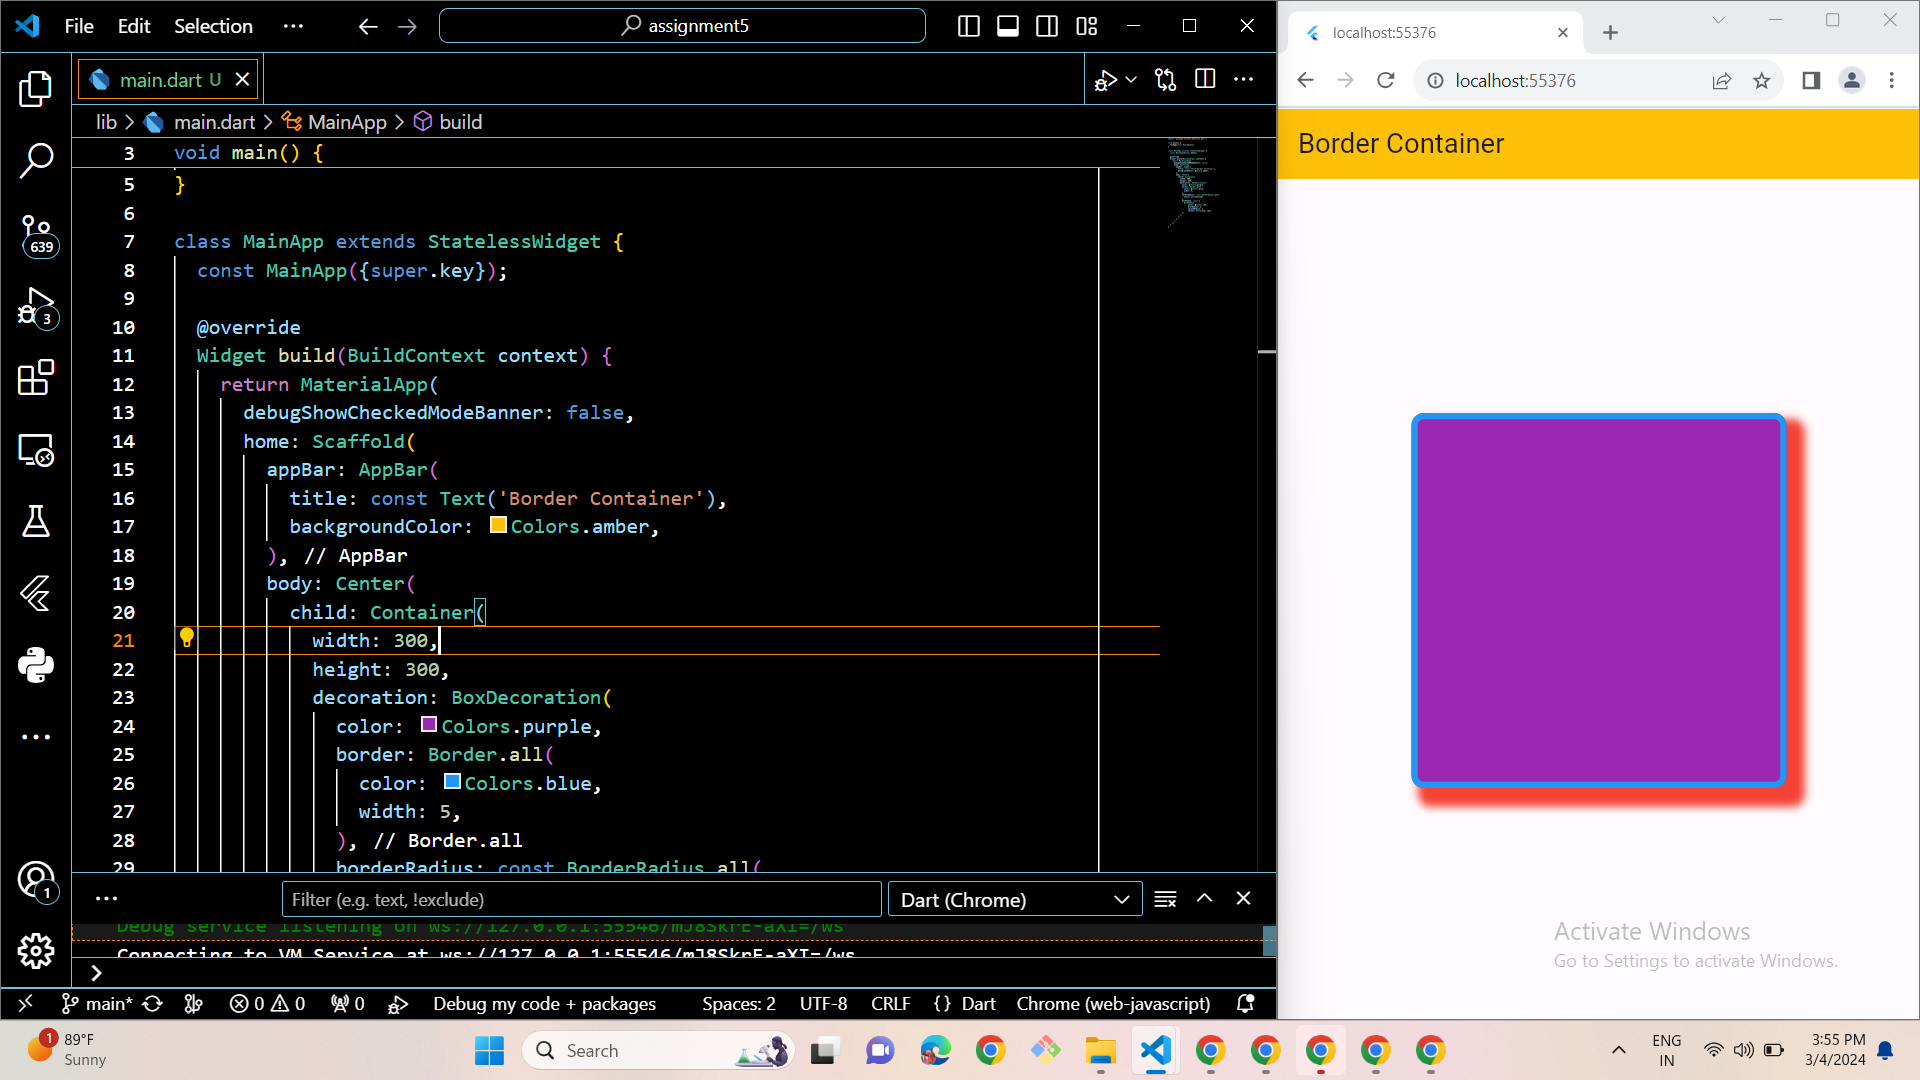 File Edit Selection ··· assignment5
main.dart U
lib > main.dart > MainApp > build
3 void main() {
5 }
6
7 class MainApp extends StatelessWidget {
8 const MainApp({super.key});
9
10 @override
11 Widget build(BuildContext context) {
12 return MaterialApp(
13 debugShowCheckedModeBanner: false,
14 home: Scaffold(
15 appBar: AppBar(
16 title: const Text('Border Container'),
17 backgroundColor: Colors.amber,
18 ), // AppBar
19 body: Center(
20 child: Container(
21 width: 300,
22 height: 300,
23 decoration: BoxDecoration(
24 color: Colors.purple,
25 border: Border.all(
26 color: Colors.blue,
27 width: 5,
28 ), // Border.all
29 borderRadius: const BorderRadius.all(
639
3
1
Filter (e.g. text, !exclude) Dart (Chrome)
Debug service listening on ws://127.0.0.1:55546/mJ8SkrE-aXI=/ws
Connecting to VM Service at ws://127.0.0.1:55546/mJ8SkrE-aXI=/ws
main* 0 0 0 Debug my code + packages Spaces: 2 UTF-8 CRLF {} Dart Chrome (web-javascript)
localhost:55376
localhost:55376
Border Container
Activate Windows
Go to Settings to activate Windows.
1 89°F
Sunny
Search
ENG
IN
3:55 PM
3/4/2024